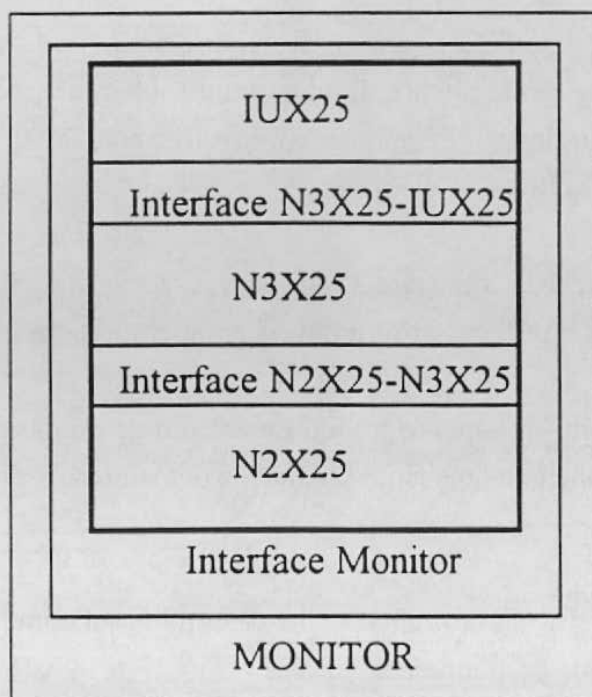 IUX25
Interface N3X25-IUX25
N3X25
Interface N2X25-N3X25
N2X25
Interface Monitor
MONITOR